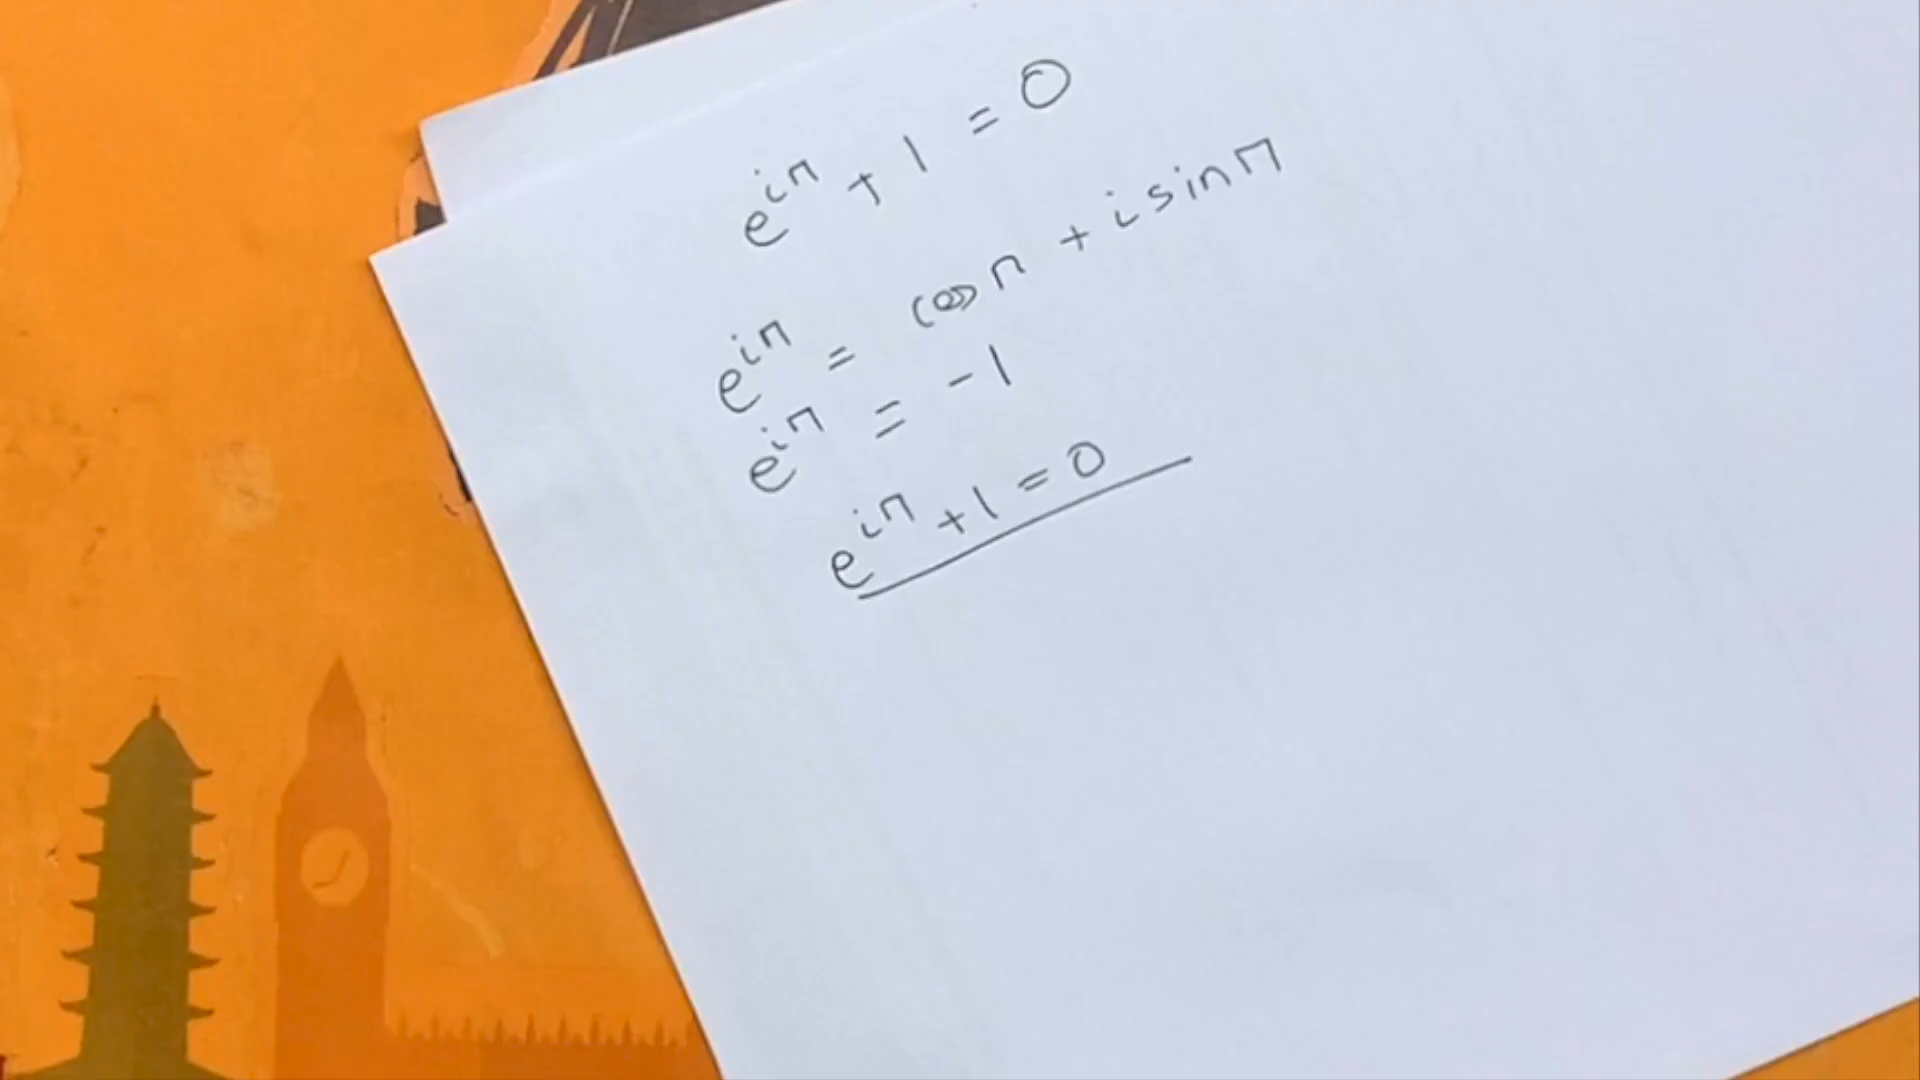 e^{iπ} + 1 = 0
e^{iπ} = cos π + i sin π
e^{iπ} = -1
e^{iπ} + 1 = 0